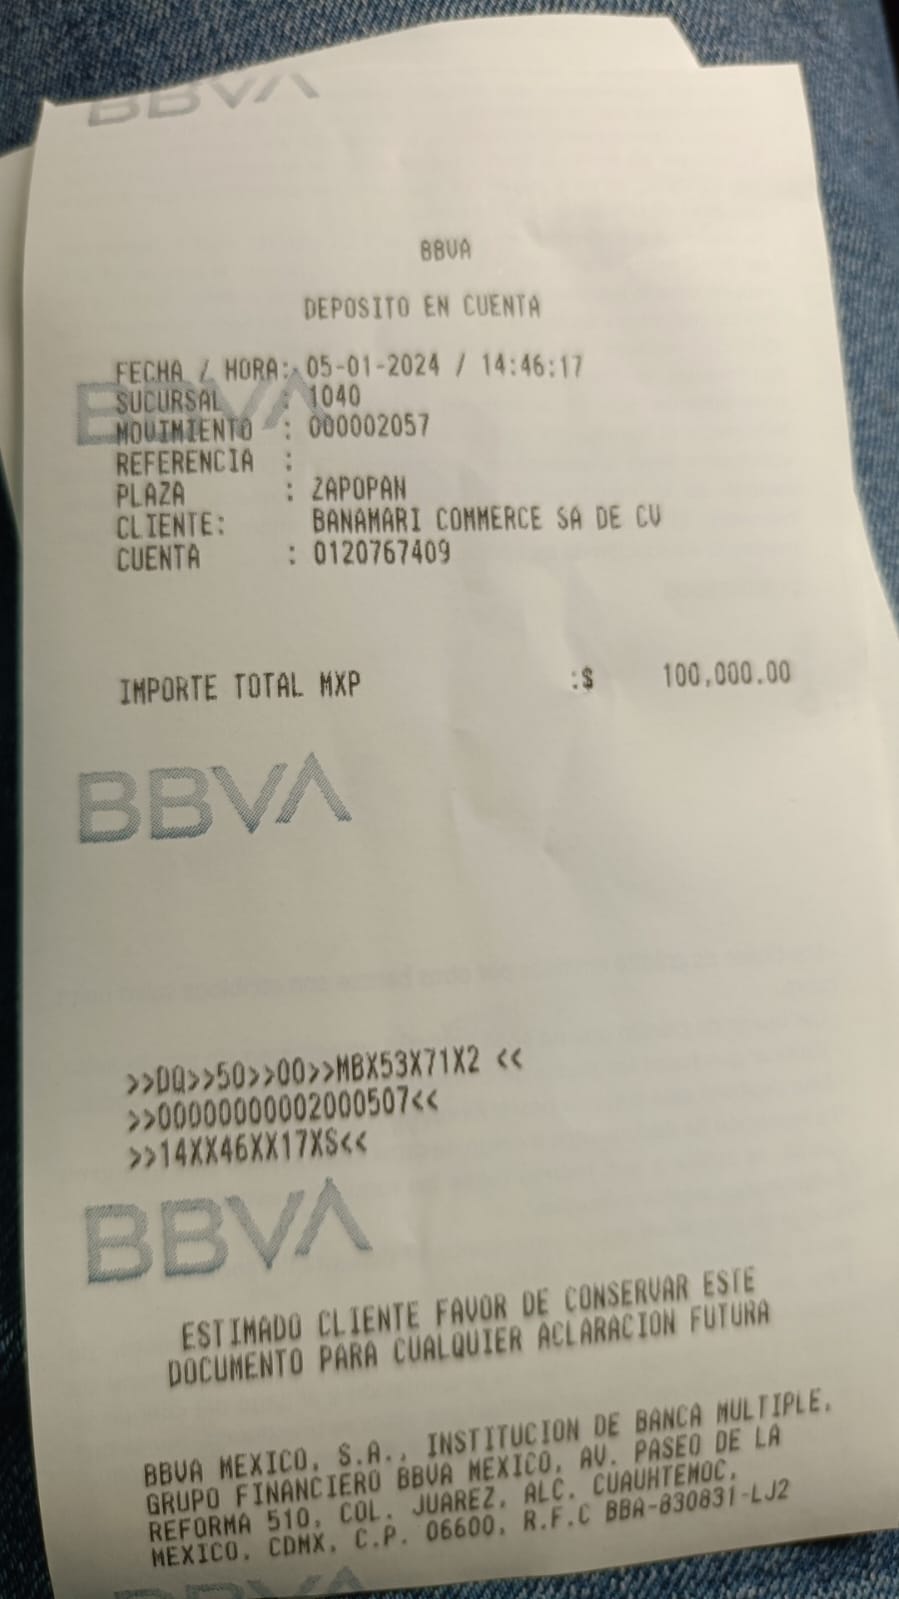 BBVA
BBVA
DEPOSITO EN CUENTA
FECHA / HORA: 05-01-2024 / 14:46:17
BBVA
SUCURSAL : 1040
MOVIMIENTO : 000002057
REFERENCIA :
PLAZA : ZAPOPAN
CLIENTE: BANAMARI COMMERCE SA DE CV
CUENTA : 0120767409
IMPORTE TOTAL MXP :$ 100,000.00
BBVA
>>DQ>>50>>00>>MBX53X71X2 <<
>>00000000002000507<<
>>14XX46XX17XS<<
BBVA
ESTIMADO CLIENTE FAVOR DE CONSERVAR ESTE
DOCUMENTO PARA CUALQUIER ACLARACION FUTURA
BBVA MEXICO, S.A., INSTITUCION DE BANCA MULTIPLE,
GRUPO FINANCIERO BBVA MEXICO, AV. PASEO DE LA
REFORMA 510, COL. JUAREZ, ALC. CUAUHTEMOC,
MEXICO, CDMX, C.P. 06600, R.F.C BBA-830831-LJ2
BBVA